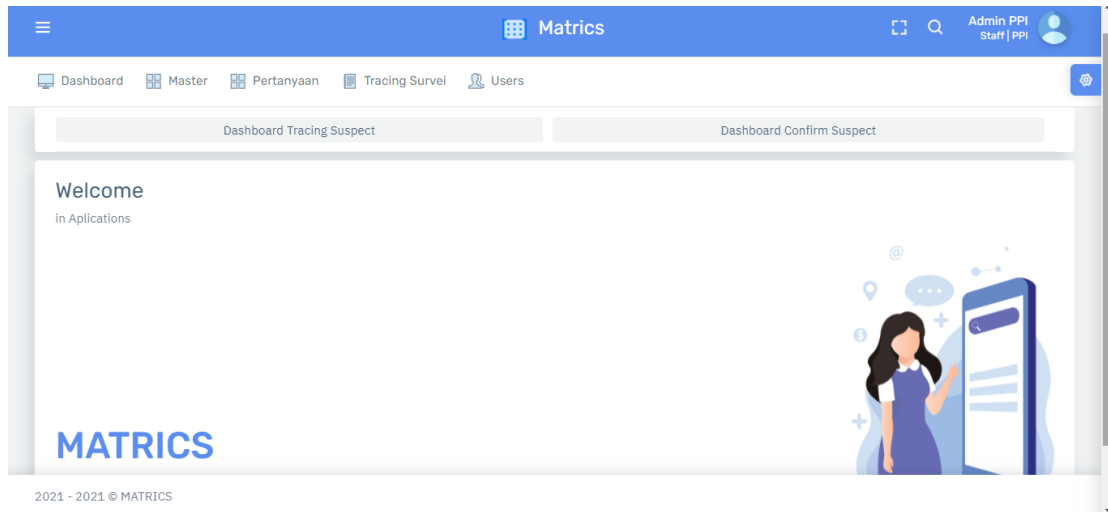 Matrics
Admin PPI
Staff | PPI
Dashboard Master Pertanyaan Tracing Survei Users
Dashboard Tracing Suspect Dashboard Confirm Suspect
Welcome
in Aplications
@
$
MATRICS
2021 - 2021 © MATRICS